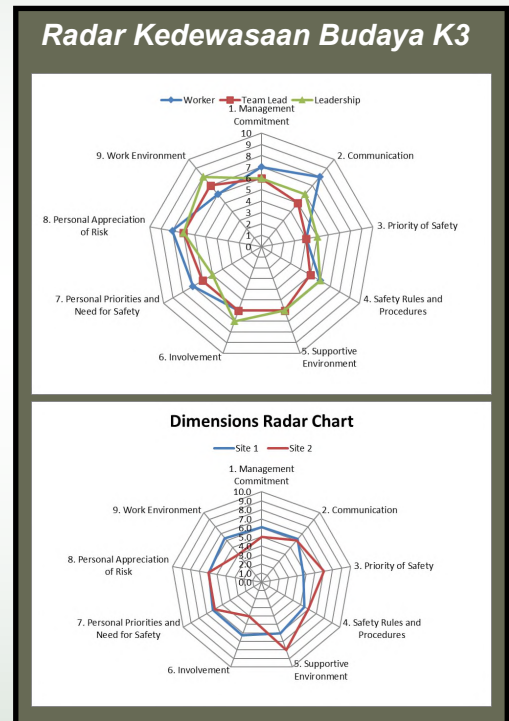 Radar Kedewasaan Budaya K3
Worker Team Lead Leadership
1. Management
Commitment
10
9
8
7
6
5
4
3
2
1
0
2. Communication
3. Priority of Safety
4. Safety Rules and
Procedures
5. Supportive
Environment
6. Involvement
7. Personal Priorities and
Need for Safety
8. Personal Appreciation
of Risk
9. Work Environment
Dimensions Radar Chart
Site 1 Site 2
1. Management
Commitment
10.0
9.0
8.0
7.0
6.0
5.0
4.0
3.0
2.0
1.0
0.0
2. Communication
3. Priority of Safety
4. Safety Rules and
Procedures
5. Supportive
Environment
6. Involvement
7. Personal Priorities and
Need for Safety
8. Personal Appreciation
of Risk
9. Work Environment